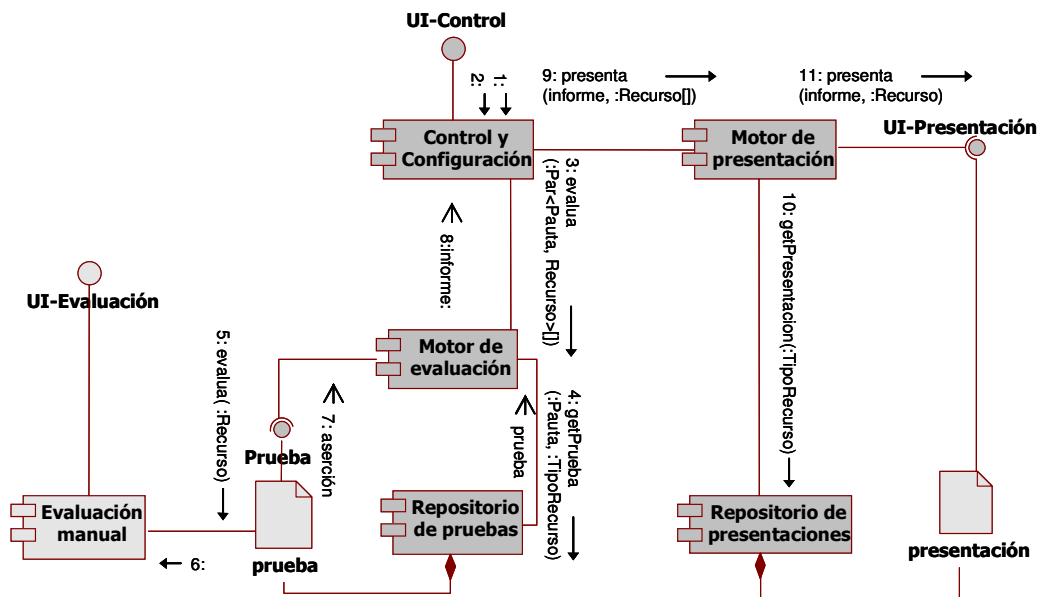 UI-Control
1:
2:
9: presenta
(informe, :Recurso[])
11: presenta
(informe, :Recurso)
UI-Presentación
Control y
Configuración
Motor de
presentación
3: evalua
(:Par<Pauta, Recurso>[])
10: getPresentacion(:TipoRecurso)
8:informe:
UI-Evaluación
5: evalua( :Recurso)
Motor de
evaluación
7: aserción
prueba
4: getPrueba
(:Pauta, :TipoRecurso)
Prueba
Evaluación
manual
6:
prueba
Repositorio
de pruebas
Repositorio de
presentaciones
presentación